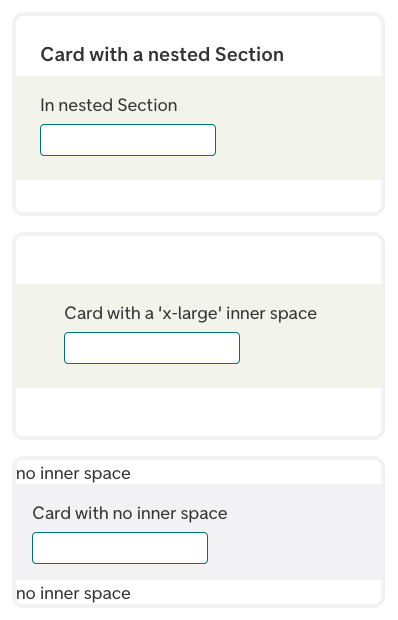 Card with a nested Section
In nested Section
Card with a 'x-large' inner space
no inner space
Card with no inner space
no inner space